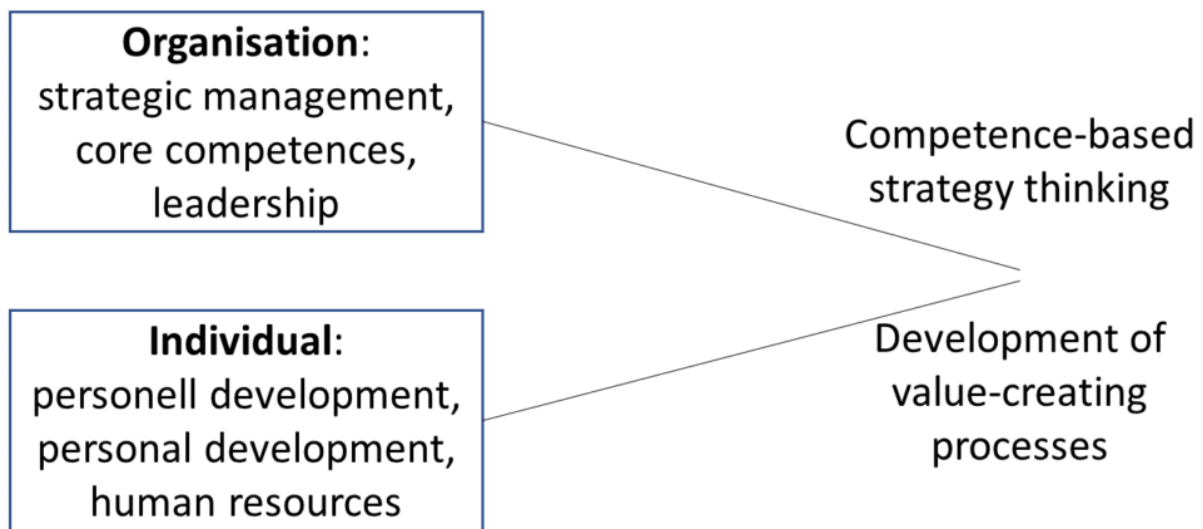 Organisation:
strategic management,
core competences,
leadership
Competence-based
strategy thinking
Individual:
personell development,
personal development,
human resources
Development of
value-creating
processes